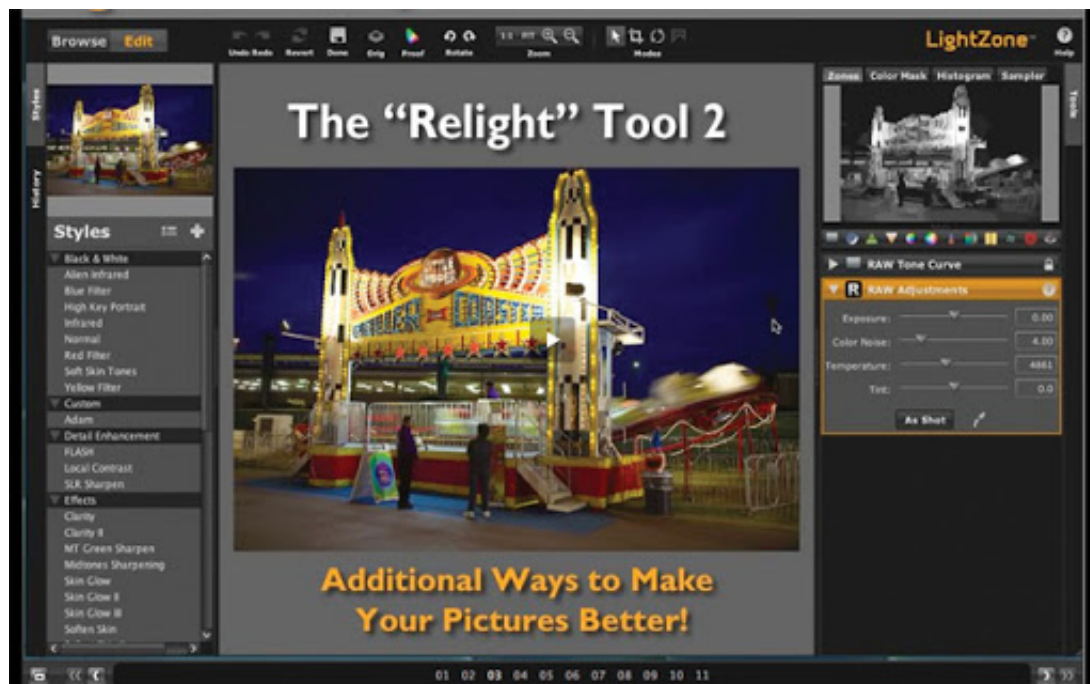 Browse Edit
Undo Redo Revert Done Orig Proof Rotate 1:1 FIT Zoom Modes
LightZone
Help
Styles
History
Zones Color Mask Histogram Sampler
Tools
The “Relight” Tool 2
LOBSTER
Styles
Black & White
Alien Infrared
Blue Filter
High Key Portrait
Infrared
Normal
Red Filter
Soft Skin Tones
Yellow Filter
Custom
Adam
Detail Enhancement
FLASH
Local Contrast
SLR Sharpen
Effects
Clarity
Clarity II
MT Green Sharpen
Midtones Sharpening
Skin Glow
Skin Glow II
Skin Glow III
Soften Skin
RAW Tone Curve
R RAW Adjustments
Exposure: 0.00
Color Noise: 4.00
Temperature: 4861
Tint: 0.0
As Shot
Additional Ways to Make
Your Pictures Better!
01 02 03 04 05 06 07 08 09 10 11